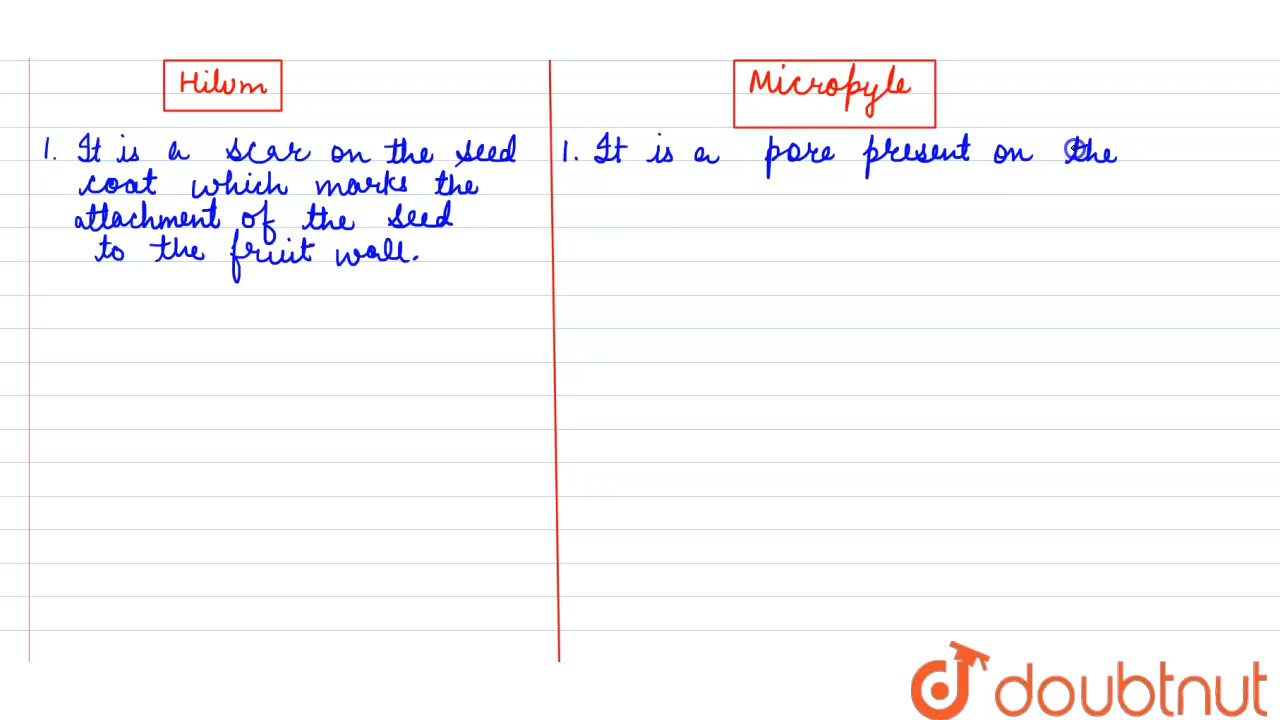 Hilum
1. It is a scar on the seed
coat which marks the
attachment of the seed
to the fruit wall.
Micropyle
1. It is a pore present on the
doubtnut